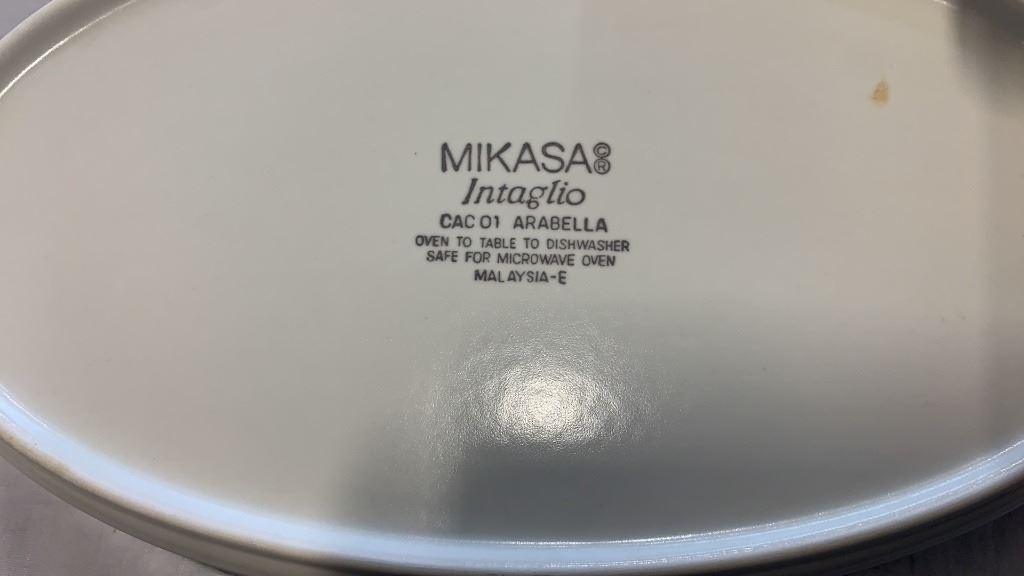 MIKASA©®
Intaglio
CAC 01 ARABELLA
OVEN TO TABLE TO DISHWASHER
SAFE FOR MICROWAVE OVEN
MALAYSIA-E